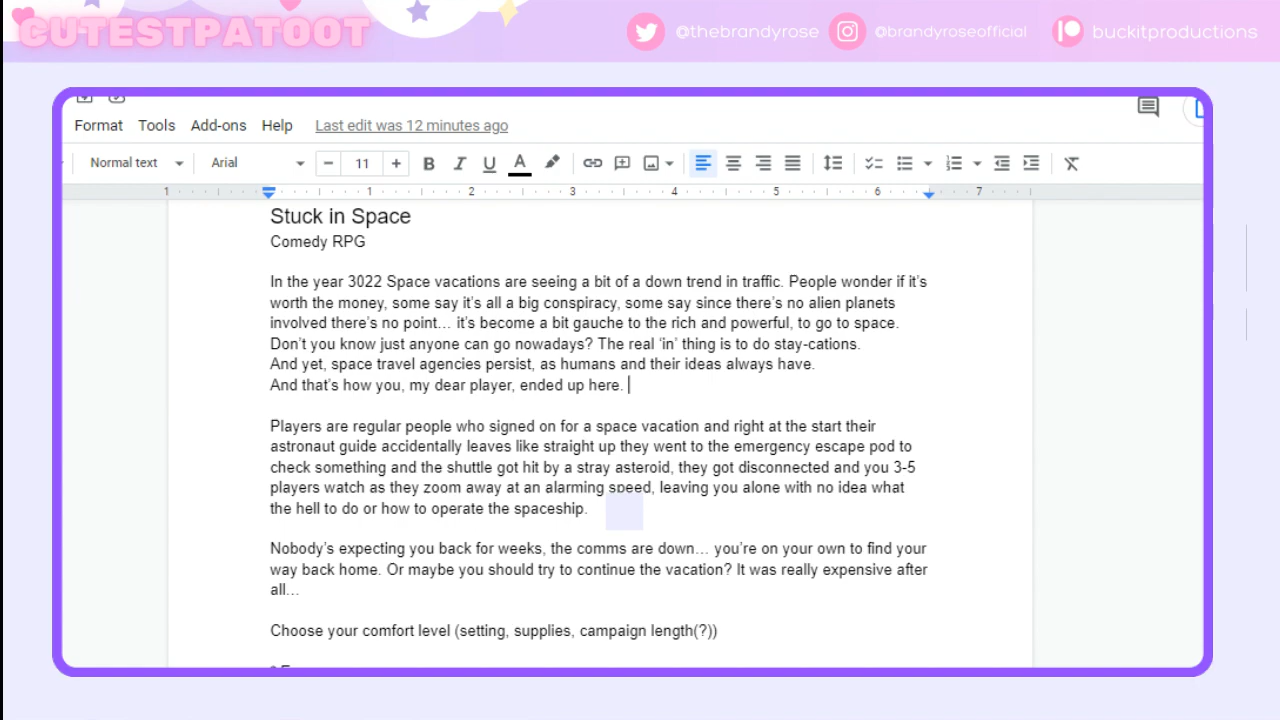 CUTESTPATOOT
@thebrandyrose @brandyroseofficial buckitproductions
Format Tools Add-ons Help Last edit was 12 minutes ago
Normal text Arial 11 B I U A
1 1 2 3 4 5 6 7
Stuck in Space
Comedy RPG
In the year 3022 Space vacations are seeing a bit of a down trend in traffic. People wonder if it's
worth the money, some say it's all a big conspiracy, some say since there's no alien planets
involved there's no point… it's become a bit gauche to the rich and powerful, to go to space.
Don't you know just anyone can go nowadays? The real 'in' thing is to do stay-cations.
And yet, space travel agencies persist, as humans and their ideas always have.
And that's how you, my dear player, ended up here.
Players are regular people who signed on for a space vacation and right at the start their
astronaut guide accidentally leaves like straight up they went to the emergency escape pod to
check something and the shuttle got hit by a stray asteroid, they got disconnected and you 3-5
players watch as they zoom away at an alarming speed, leaving you alone with no idea what
the hell to do or how to operate the spaceship.
Nobody's expecting you back for weeks, the comms are down… you're on your own to find your
way back home. Or maybe you should try to continue the vacation? It was really expensive after
all…
Choose your comfort level (setting, supplies, campaign length(?))